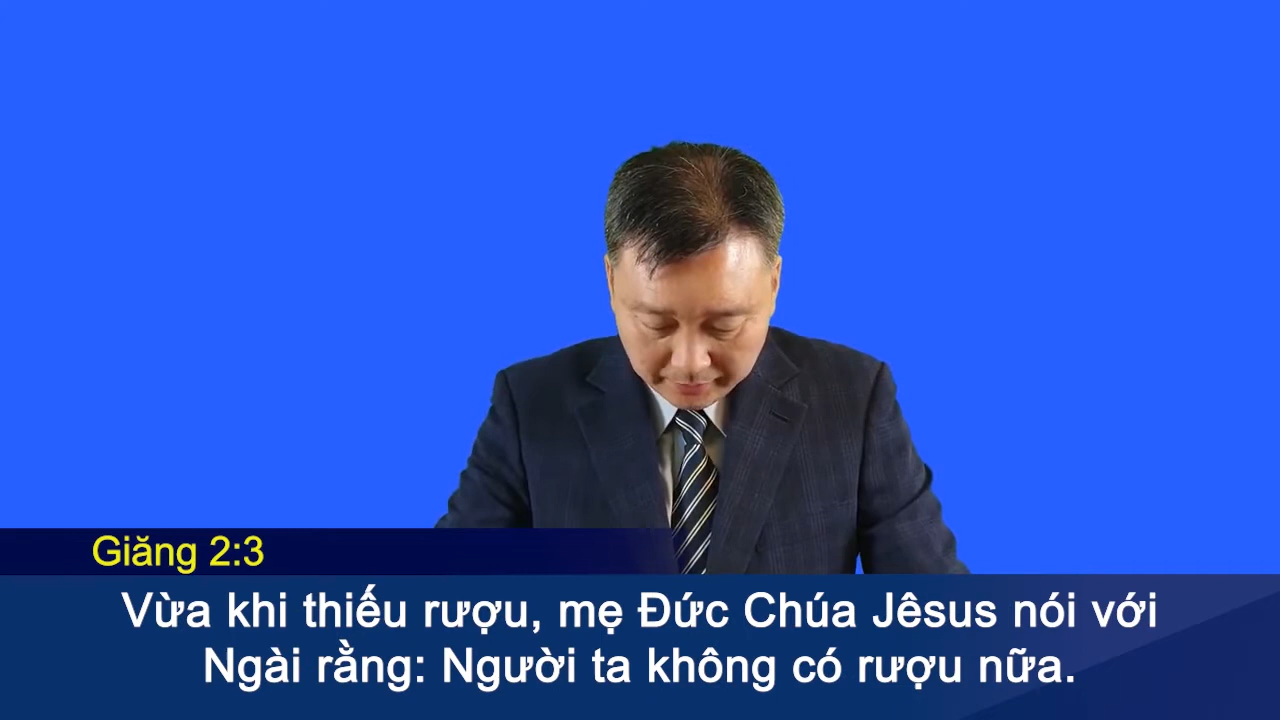 Giăng 2:3
Vừa khi thiếu rượu, mẹ Đức Chúa Jêsus nói với
Ngài rằng: Người ta không có rượu nữa.